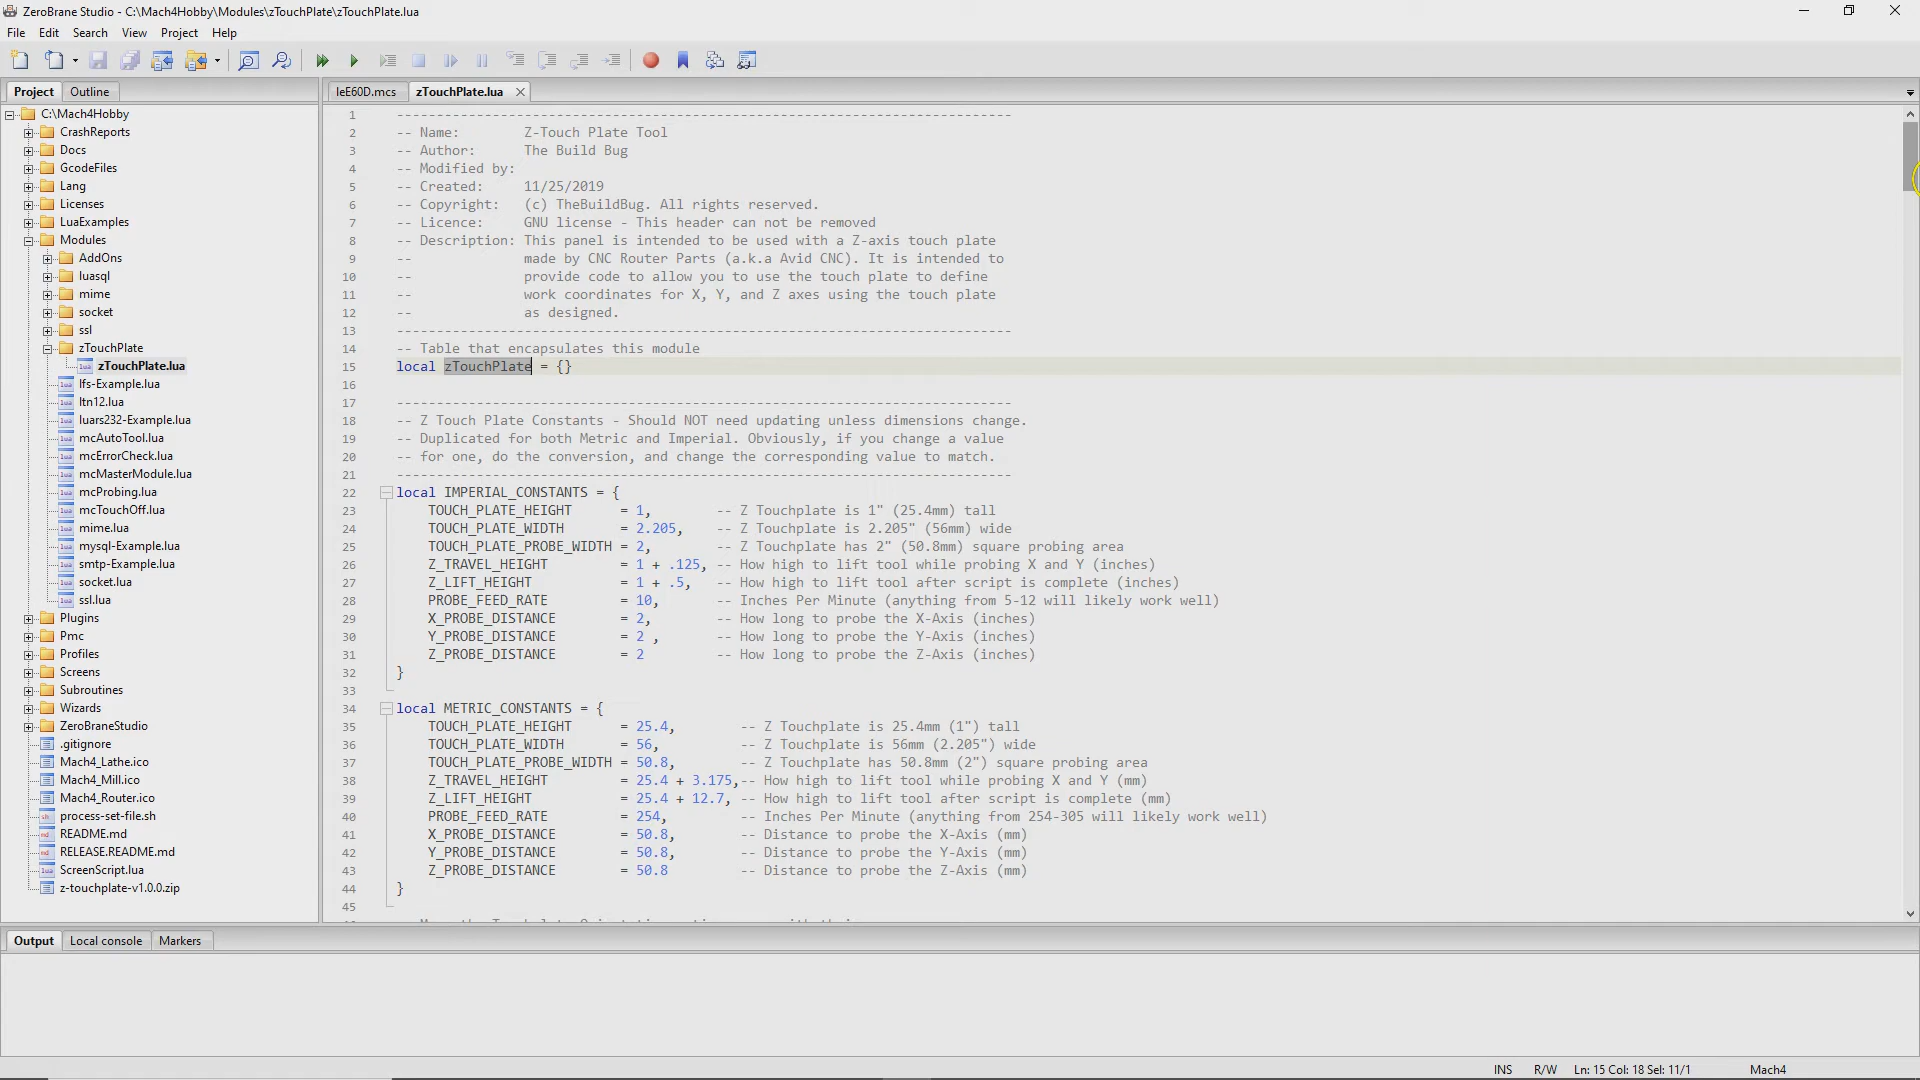 ZeroBrane Studio - C:\Mach4Hobby\Modules\zTouchPlate\zTouchPlate.lua
File Edit Search View Project Help
Project Outline
C:\Mach4Hobby
CrashReports
Docs
GcodeFiles
Lang
Licenses
LuaExamples
Modules
AddOns
luasql
mime
socket
ssl
zTouchPlate
zTouchPlate.lua
lfs-Example.lua
ltn12.lua
luars232-Example.lua
mcAutoTool.lua
mcErrorCheck.lua
mcMasterModule.lua
mcProbing.lua
mcTouchOff.lua
mime.lua
mysql-Example.lua
smtp-Example.lua
socket.lua
ssl.lua
Plugins
Pmc
Profiles
Screens
Subroutines
Wizards
ZeroBraneStudio
.gitignore
Mach4_Lathe.ico
Mach4_Mill.ico
Mach4_Router.ico
process-set-file.sh
README.md
RELEASE.README.md
ScreenScript.lua
z-touchplate-v1.0.0.zip
leE60D.mcs zTouchPlate.lua
1 -----------------------------------------------------------------------------
2 -- Name: Z-Touch Plate Tool
3 -- Author: The Build Bug
4 -- Modified by:
5 -- Created: 11/25/2019
6 -- Copyright: (c) TheBuildBug. All rights reserved.
7 -- Licence: GNU license - This header can not be removed
8 -- Description: This panel is intended to be used with a Z-axis touch plate
9 -- made by CNC Router Parts (a.k.a Avid CNC). It is intended to
10 -- provide code to allow you to use the touch plate to define
11 -- work coordinates for X, Y, and Z axes using the touch plate
12 -- as designed.
13 -----------------------------------------------------------------------------
14 -- Table that encapsulates this module
15 local zTouchPlate = {}
16
17 -----------------------------------------------------------------------------
18 -- Z Touch Plate Constants - Should NOT need updating unless dimensions change.
19 -- Duplicated for both Metric and Imperial. Obviously, if you change a value
20 -- for one, do the conversion, and change the corresponding value to match.
21 -----------------------------------------------------------------------------
22 local IMPERIAL_CONSTANTS = {
23 TOUCH_PLATE_HEIGHT = 1, -- Z Touchplate is 1" (25.4mm) tall
24 TOUCH_PLATE_WIDTH = 2.205, -- Z Touchplate is 2.205" (56mm) wide
25 TOUCH_PLATE_PROBE_WIDTH = 2, -- Z Touchplate has 2" (50.8mm) square probing area
26 Z_TRAVEL_HEIGHT = 1 + .125, -- How high to lift tool while probing X and Y (inches)
27 Z_LIFT_HEIGHT = 1 + .5, -- How high to lift tool after script is complete (inches)
28 PROBE_FEED_RATE = 10, -- Inches Per Minute (anything from 5-12 will likely work well)
29 X_PROBE_DISTANCE = 2, -- How long to probe the X-Axis (inches)
30 Y_PROBE_DISTANCE = 2 , -- How long to probe the Y-Axis (inches)
31 Z_PROBE_DISTANCE = 2 -- How long to probe the Z-Axis (inches)
32 }
33
34 local METRIC_CONSTANTS = {
35 TOUCH_PLATE_HEIGHT = 25.4, -- Z Touchplate is 25.4mm (1") tall
36 TOUCH_PLATE_WIDTH = 56, -- Z Touchplate is 56mm (2.205") wide
37 TOUCH_PLATE_PROBE_WIDTH = 50.8, -- Z Touchplate has 50.8mm (2") square probing area
38 Z_TRAVEL_HEIGHT = 25.4 + 3.175,-- How high to lift tool while probing X and Y (mm)
39 Z_LIFT_HEIGHT = 25.4 + 12.7, -- How high to lift tool after script is complete (mm)
40 PROBE_FEED_RATE = 254, -- Inches Per Minute (anything from 254-305 will likely work well)
41 X_PROBE_DISTANCE = 50.8, -- Distance to probe the X-Axis (mm)
42 Y_PROBE_DISTANCE = 50.8, -- Distance to probe the Y-Axis (mm)
43 Z_PROBE_DISTANCE = 50.8 -- Distance to probe the Z-Axis (mm)
44 }
45
Output Local console Markers
INS R/W Ln: 15 Col: 18 Sel: 11/1 Mach4